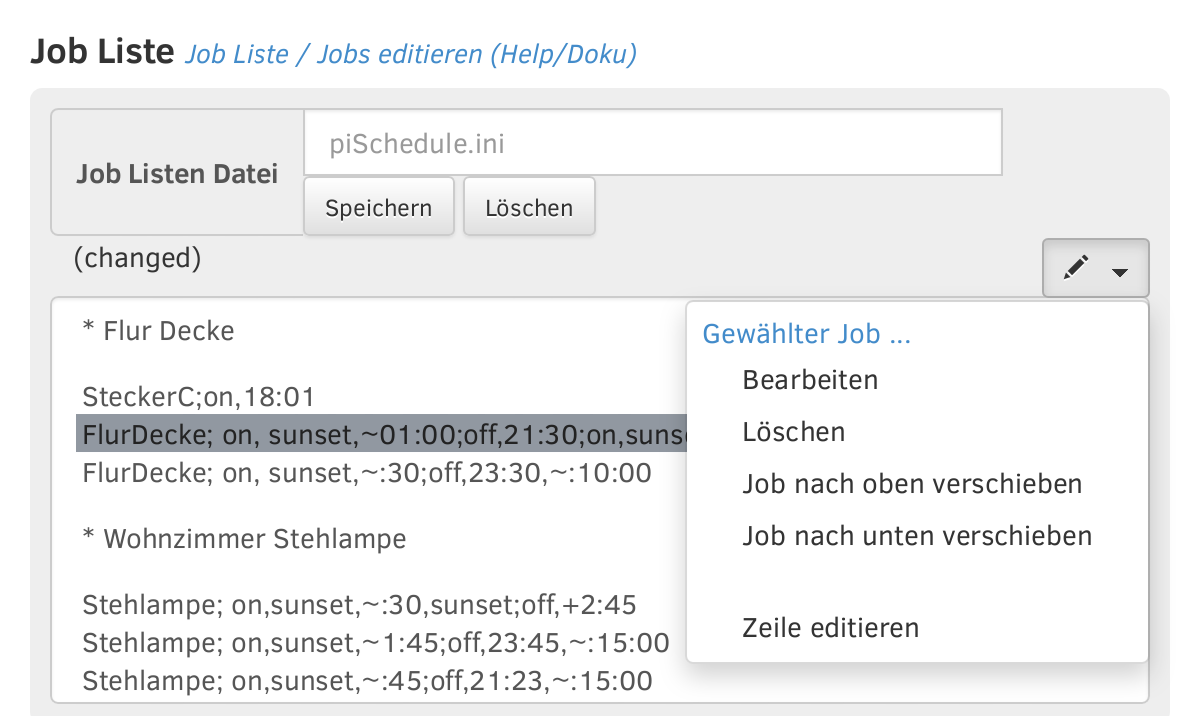 Job Liste Job Liste / Jobs editieren (Help/Doku)
Job Listen Datei
piSchedule.ini
Speichern Löschen
(changed)
* Flur Decke
SteckerC;on,18:01
FlurDecke; on, sunset,~01:00;off,21:30;on,suns
FlurDecke; on, sunset,~:30;off,23:30,~:10:00
* Wohnzimmer Stehlampe
Stehlampe; on,sunset,~:30,sunset;off,+2:45
Stehlampe; on,sunset,~1:45;off,23:45,~:15:00
Stehlampe; on,sunset,~:45;off,21:23,~:15:00
Gewählter Job ...
Bearbeiten
Löschen
Job nach oben verschieben
Job nach unten verschieben
Zeile editieren